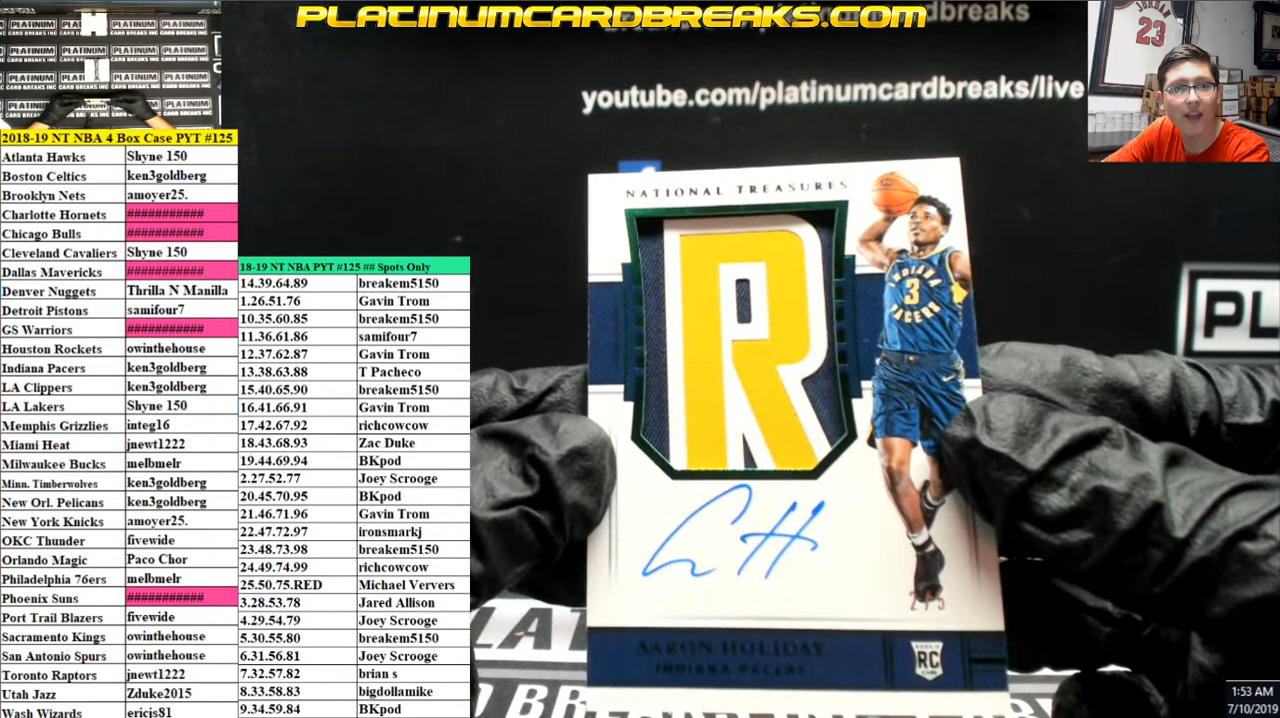 PLATINUMCARDBREAKS.COM
youtube.com/platinumcardbreaks/live
JORDAN
23
2018-19 NT NBA 4 Box Case PYT #125
Atlanta Hawks Shyne 150
Boston Celtics ken3goldberg
Brooklyn Nets amoyer25.
Charlotte Hornets ###########
Chicago Bulls ###########
Cleveland Cavaliers Shyne 150
Dallas Mavericks ###########
Denver Nuggets Thrilla N Manilla
Detroit Pistons samifour7
GS Warriors ###########
Houston Rockets owinthehouse
Indiana Pacers ken3goldberg
LA Clippers ken3goldberg
LA Lakers Shyne 150
Memphis Grizzlies integ16
Miami Heat jnewt1222
Milwaukee Bucks melbmelr
Minn. Timberwolves ken3goldberg
New Orl. Pelicans ken3goldberg
New York Knicks amoyer25.
OKC Thunder fivewide
Orlando Magic Paco Chor
Philadelphia 76ers melbmelr
Phoenix Suns ###########
Port Trail Blazers fivewide
Sacramento Kings owinthehouse
San Antonio Spurs owinthehouse
Toronto Raptors jnewt1222
Utah Jazz Zduke2015
Wash Wizards ericjs81
18-19 NT NBA PYT #125 ## Spots Only
14.39.64.89 breakem5150
1.26.51.76 Gavin Trom
10.35.60.85 breakem5150
11.36.61.86 samifour7
12.37.62.87 Gavin Trom
13.38.63.88 T Pacheco
15.40.65.90 breakem5150
16.41.66.91 Gavin Trom
17.42.67.92 richcowcow
18.43.68.93 Zac Duke
19.44.69.94 BKpod
2.27.52.77 Joey Scrooge
20.45.70.95 BKpod
21.46.71.96 Gavin Trom
22.47.72.97 ironsmarkj
23.48.73.98 breakem5150
24.49.74.99 richcowcow
25.50.75.RED Michael Ververs
3.28.53.78 Jared Allison
4.29.54.79 Joey Scrooge
5.30.55.80 breakem5150
6.31.56.81 Joey Scrooge
7.32.57.82 brian s
8.33.58.83 bigdollamike
9.34.59.84 BKpod
NATIONAL TREASURES
R
INDIANA
3
PACERS
AARON HOLIDAY
INDIANA PACERS
RC
PL
1:53 AM
7/10/2019